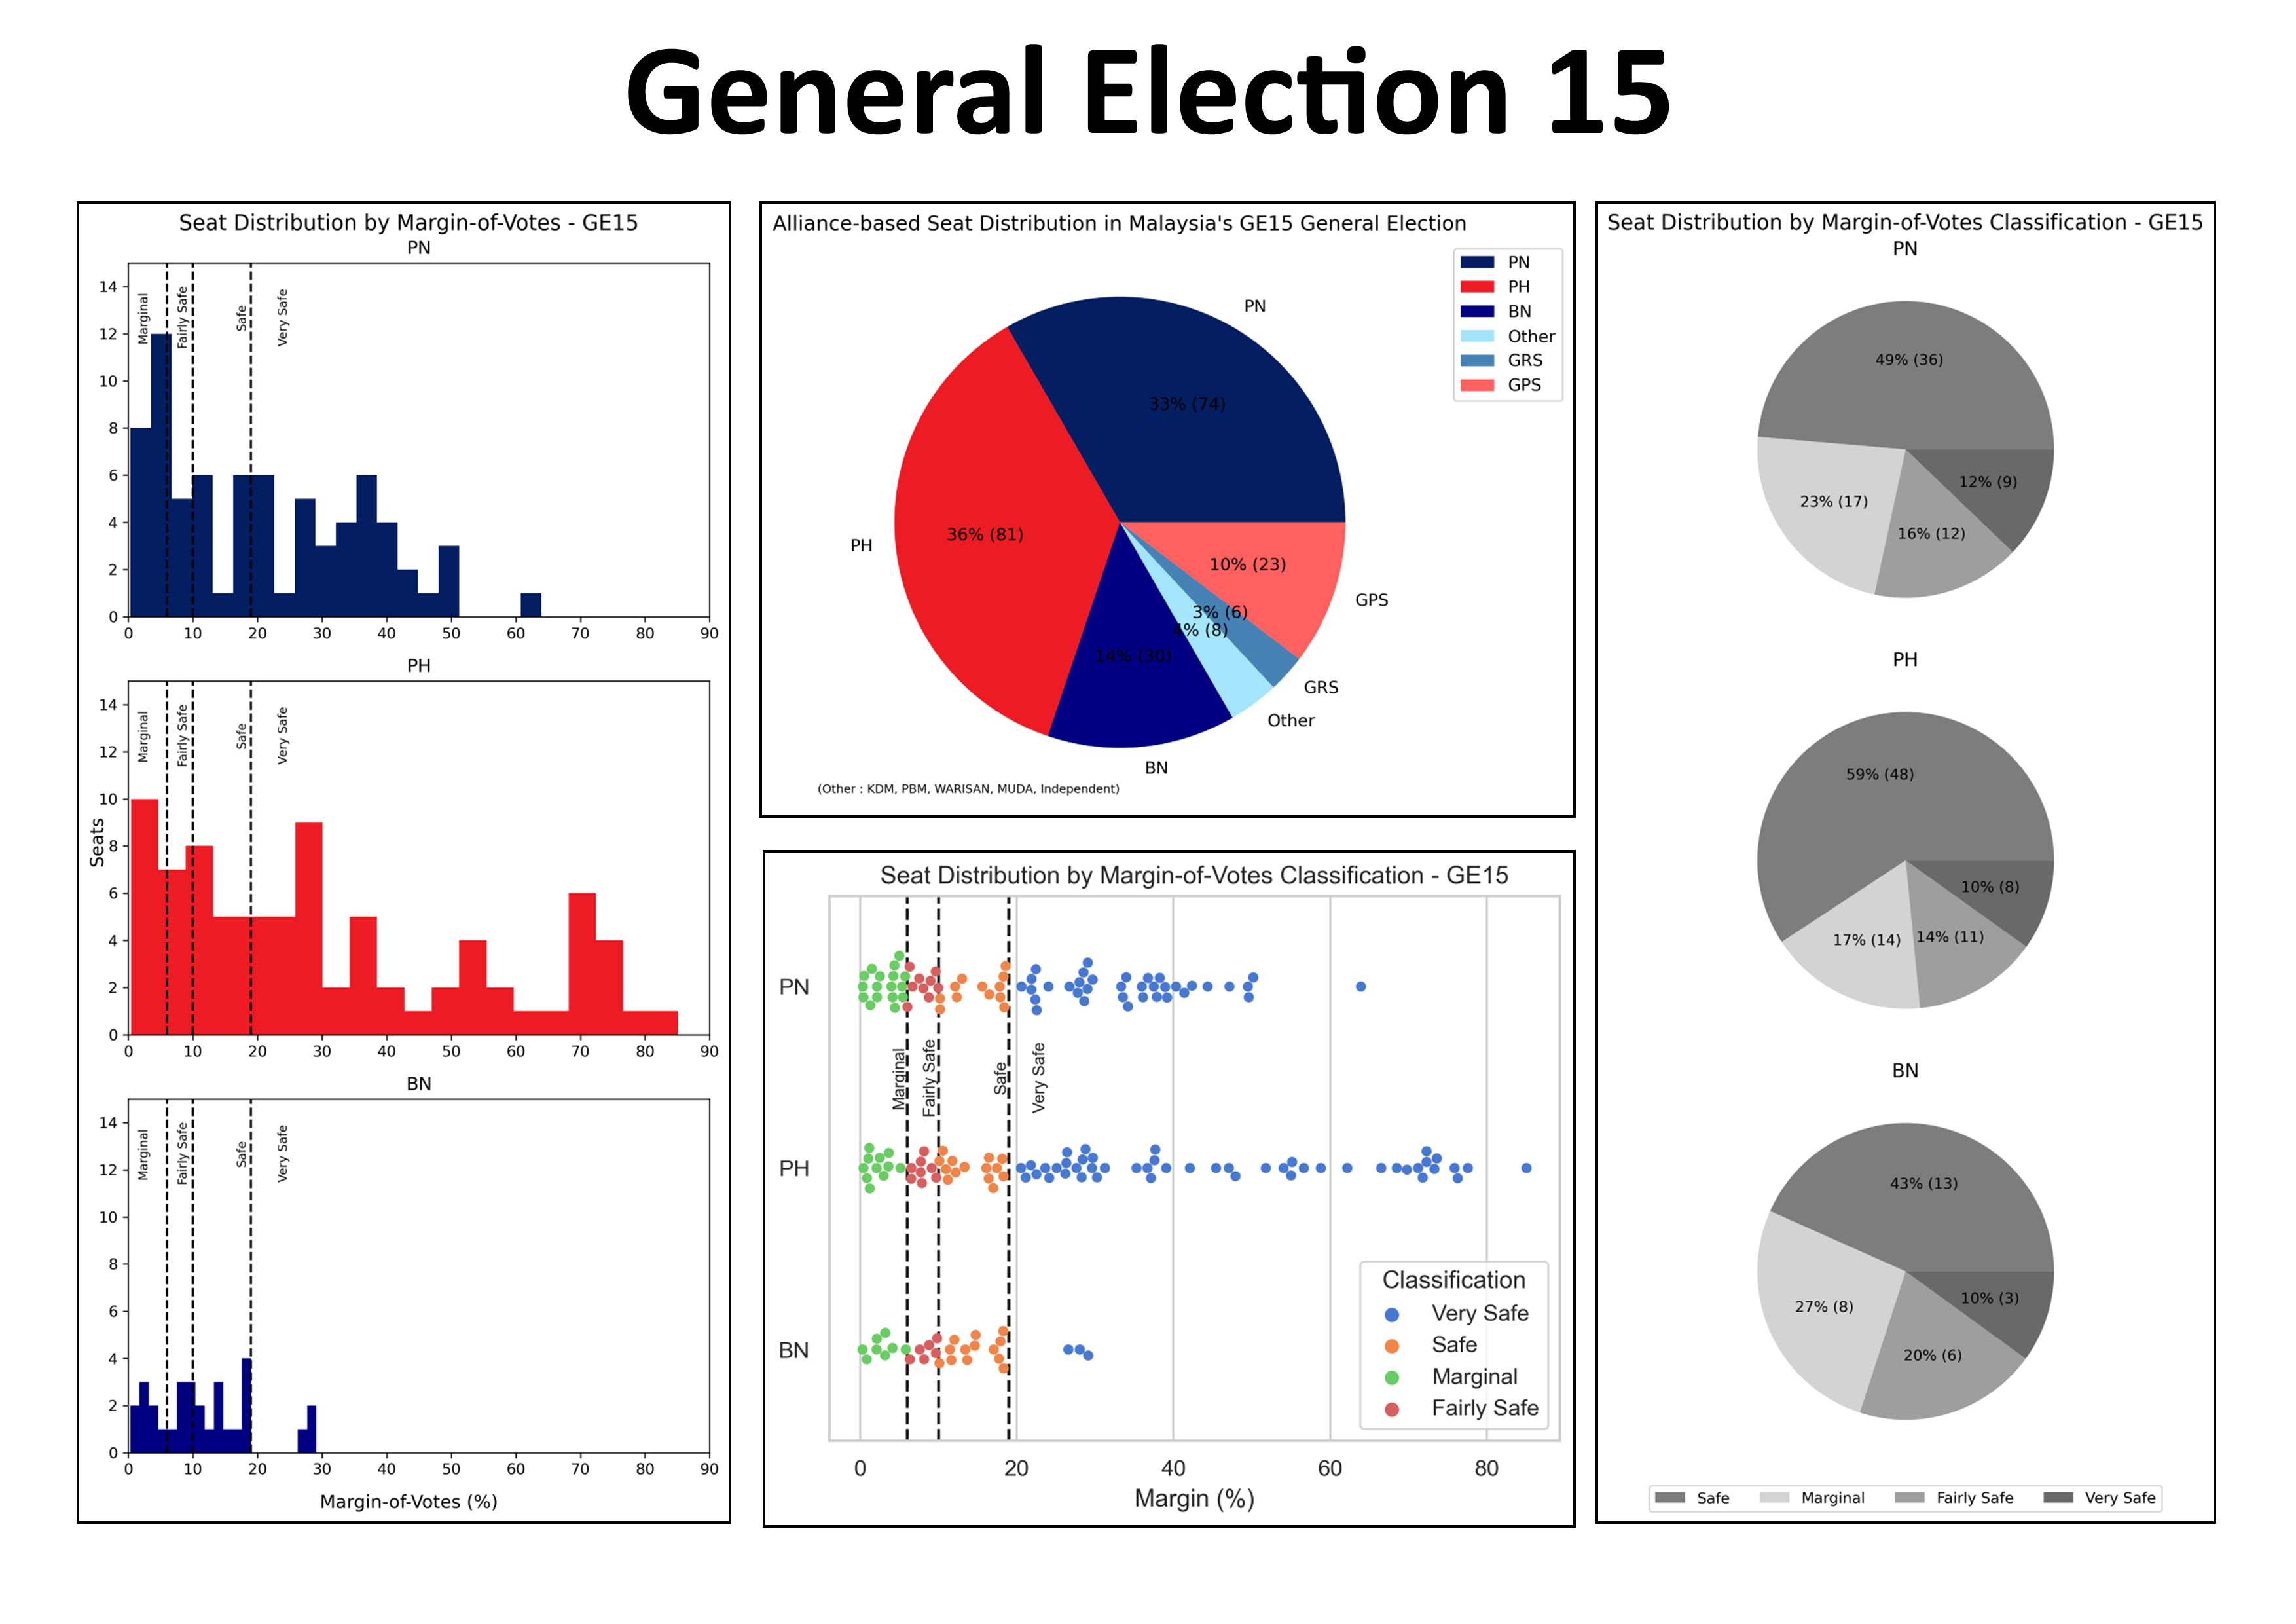 General Election 15
Seat Distribution by Margin-of-Votes - GE15
PN
14
12
10
8
6
4
2
0
Marginal
Fairly Safe
Safe
Very Safe
0 10 20 30 40 50 60 70 80 90
PH
Seats
14
12
10
8
6
4
2
0
Marginal
Fairly Safe
Safe
Very Safe
0 10 20 30 40 50 60 70 80 90
BN
14
12
10
8
6
4
2
0
Marginal
Fairly Safe
Safe
Very Safe
0 10 20 30 40 50 60 70 80 90
Margin-of-Votes (%)
Alliance-based Seat Distribution in Malaysia's GE15 General Election
PN
PH
BN
Other
GRS
GPS
PN
33% (74)
PH
36% (81)
10% (23)
GPS
3% (6)
4% (8)
14% (30)
GRS
Other
BN
(Other : KDM, PBM, WARISAN, MUDA, Independent)
Seat Distribution by Margin-of-Votes Classification - GE15
PN
Marginal
Fairly Safe
Safe
Very Safe
PH
BN
Classification
Very Safe
Safe
Marginal
Fairly Safe
0 20 40 60 80
Margin (%)
Seat Distribution by Margin-of-Votes Classification - GE15
PN
49% (36)
12% (9)
23% (17)
16% (12)
PH
59% (48)
10% (8)
17% (14)
14% (11)
BN
43% (13)
10% (3)
27% (8)
20% (6)
Safe Marginal Fairly Safe Very Safe